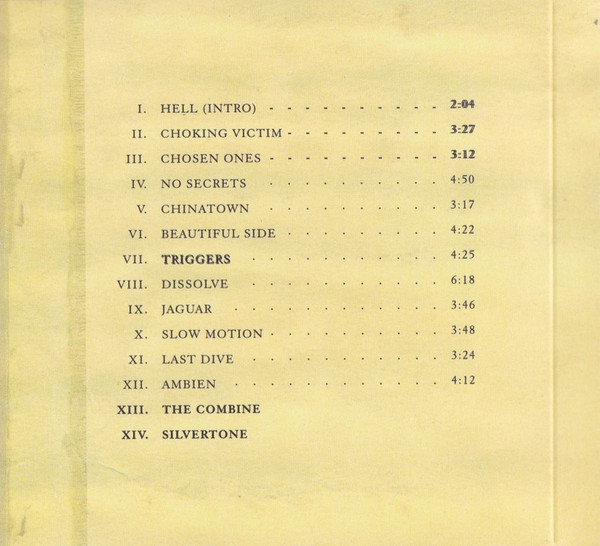 I. HELL (INTRO) - - - - - - - - - - 2:04
II. CHOKING VICTIM - - - - - - - - - 3:27
III. CHOSEN ONES - - - - - - - - - - 3:12
IV. NO SECRETS . . . . . . . . . . 4:50
V. CHINATOWN . . . . . . . . . . 3:17
VI. BEAUTIFUL SIDE . . . . . . . . . 4:22
VII. TRIGGERS . . . . . . . . . . . 4:25
VIII. DISSOLVE . . . . . . . . . . . 6:18
IX. JAGUAR . . . . . . . . . . . . 3:46
X. SLOW MOTION . . . . . . . . . . 3:48
XI. LAST DIVE . . . . . . . . . . . 3:24
XII. AMBIEN . . . . . . . . . . . . 4:12
XIII. THE COMBINE
XIV. SILVERTONE